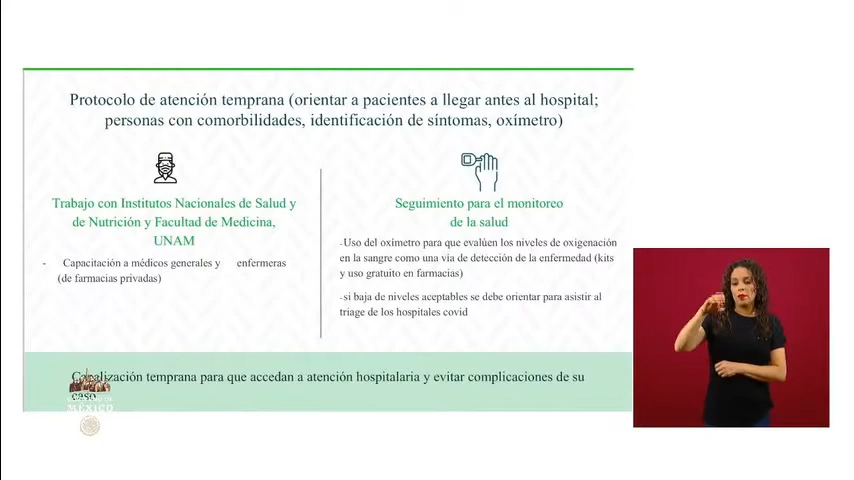 Protocolo de atención temprana (orientar a pacientes a llegar antes al hospital;
personas con comorbilidades, identificación de síntomas, oxímetro)
Trabajo con Institutos Nacionales de Salud y
de Nutrición y Facultad de Medicina,
UNAM
- Capacitación a médicos generales y enfermeras
(de farmacias privadas)
Seguimiento para el monitoreo
de la salud
-Uso del oxímetro para que evalúen los niveles de oxigenación
en la sangre como una vía de detección de la enfermedad (kits
y uso gratuito en farmacias)
-si baja de niveles aceptables se debe orientar para asistir al
triage de los hospitales covid
Canalización temprana para que accedan a atención hospitalaria y evitar complicaciones de su
caso
GOBIERNO DE
MÉXICO